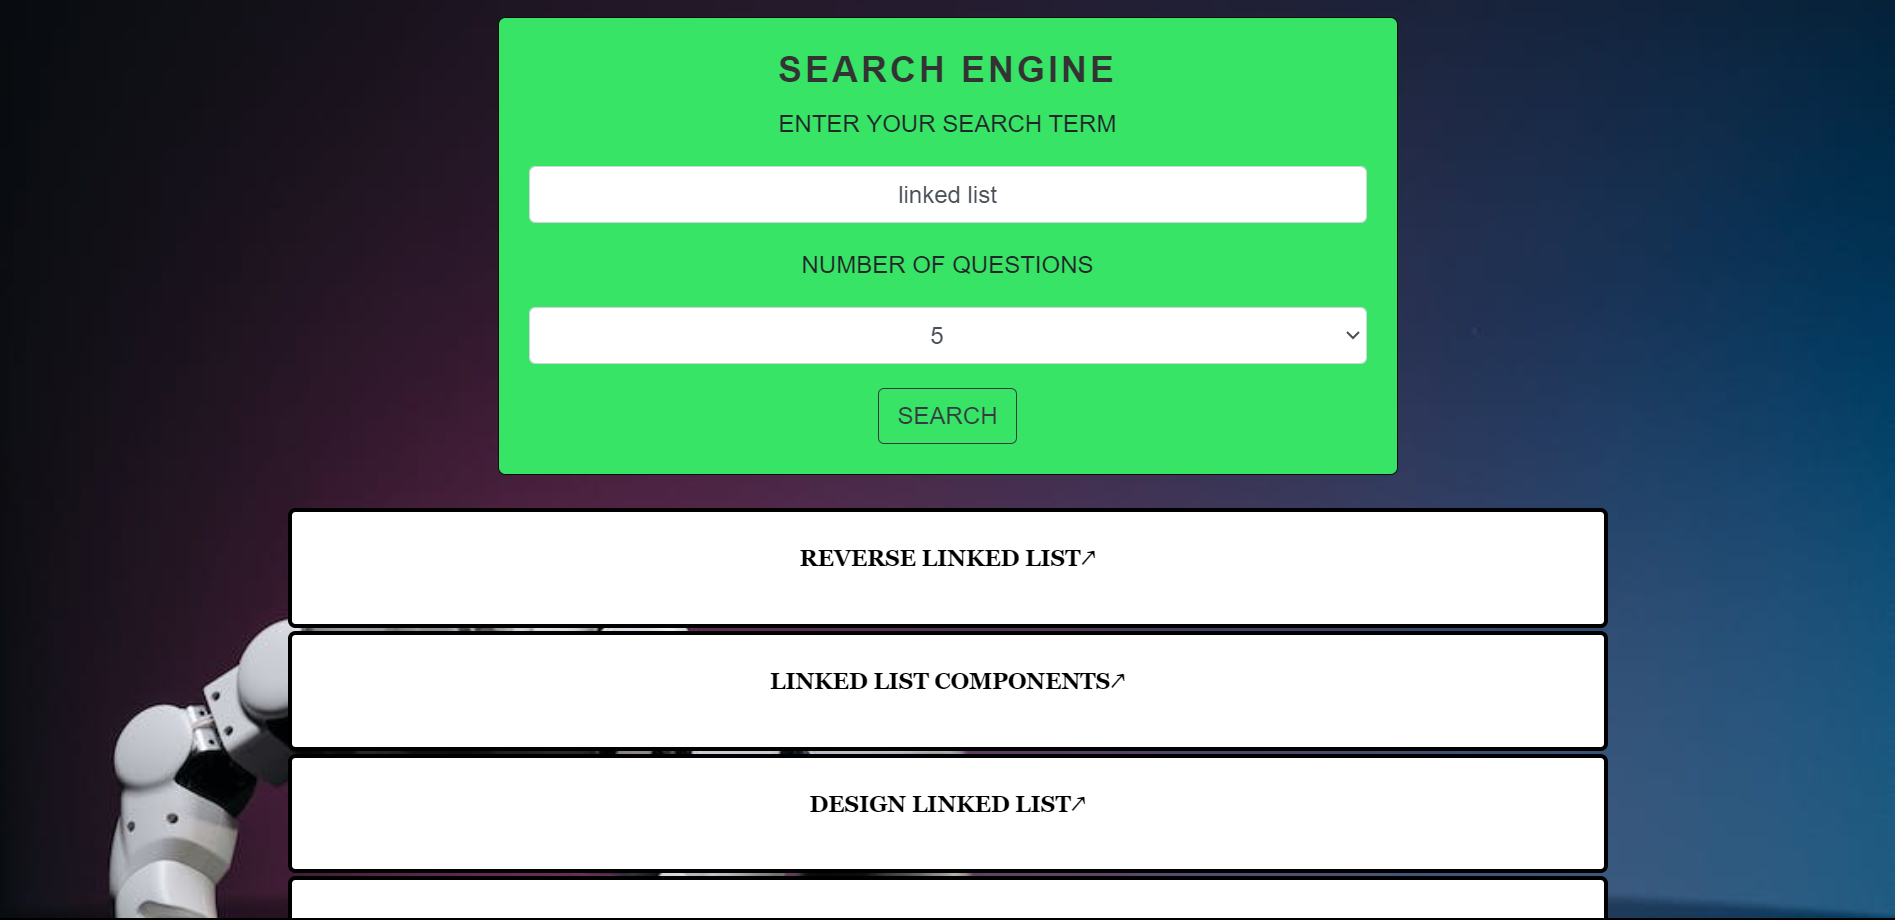 SEARCH ENGINE
ENTER YOUR SEARCH TERM
linked list
NUMBER OF QUESTIONS
5
SEARCH
REVERSE LINKED LIST↗
LINKED LIST COMPONENTS↗
DESIGN LINKED LIST↗